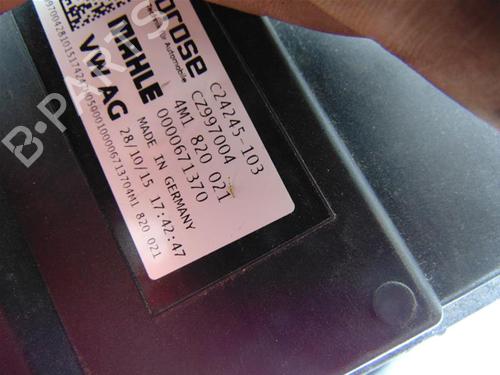 brose
Automobile
MAHLE
VW AG
C24245-103
CZ997004
4M1 820 021
0000671370
MADE IN GERMANY
28/10/15 17:42:47
B-PARTS